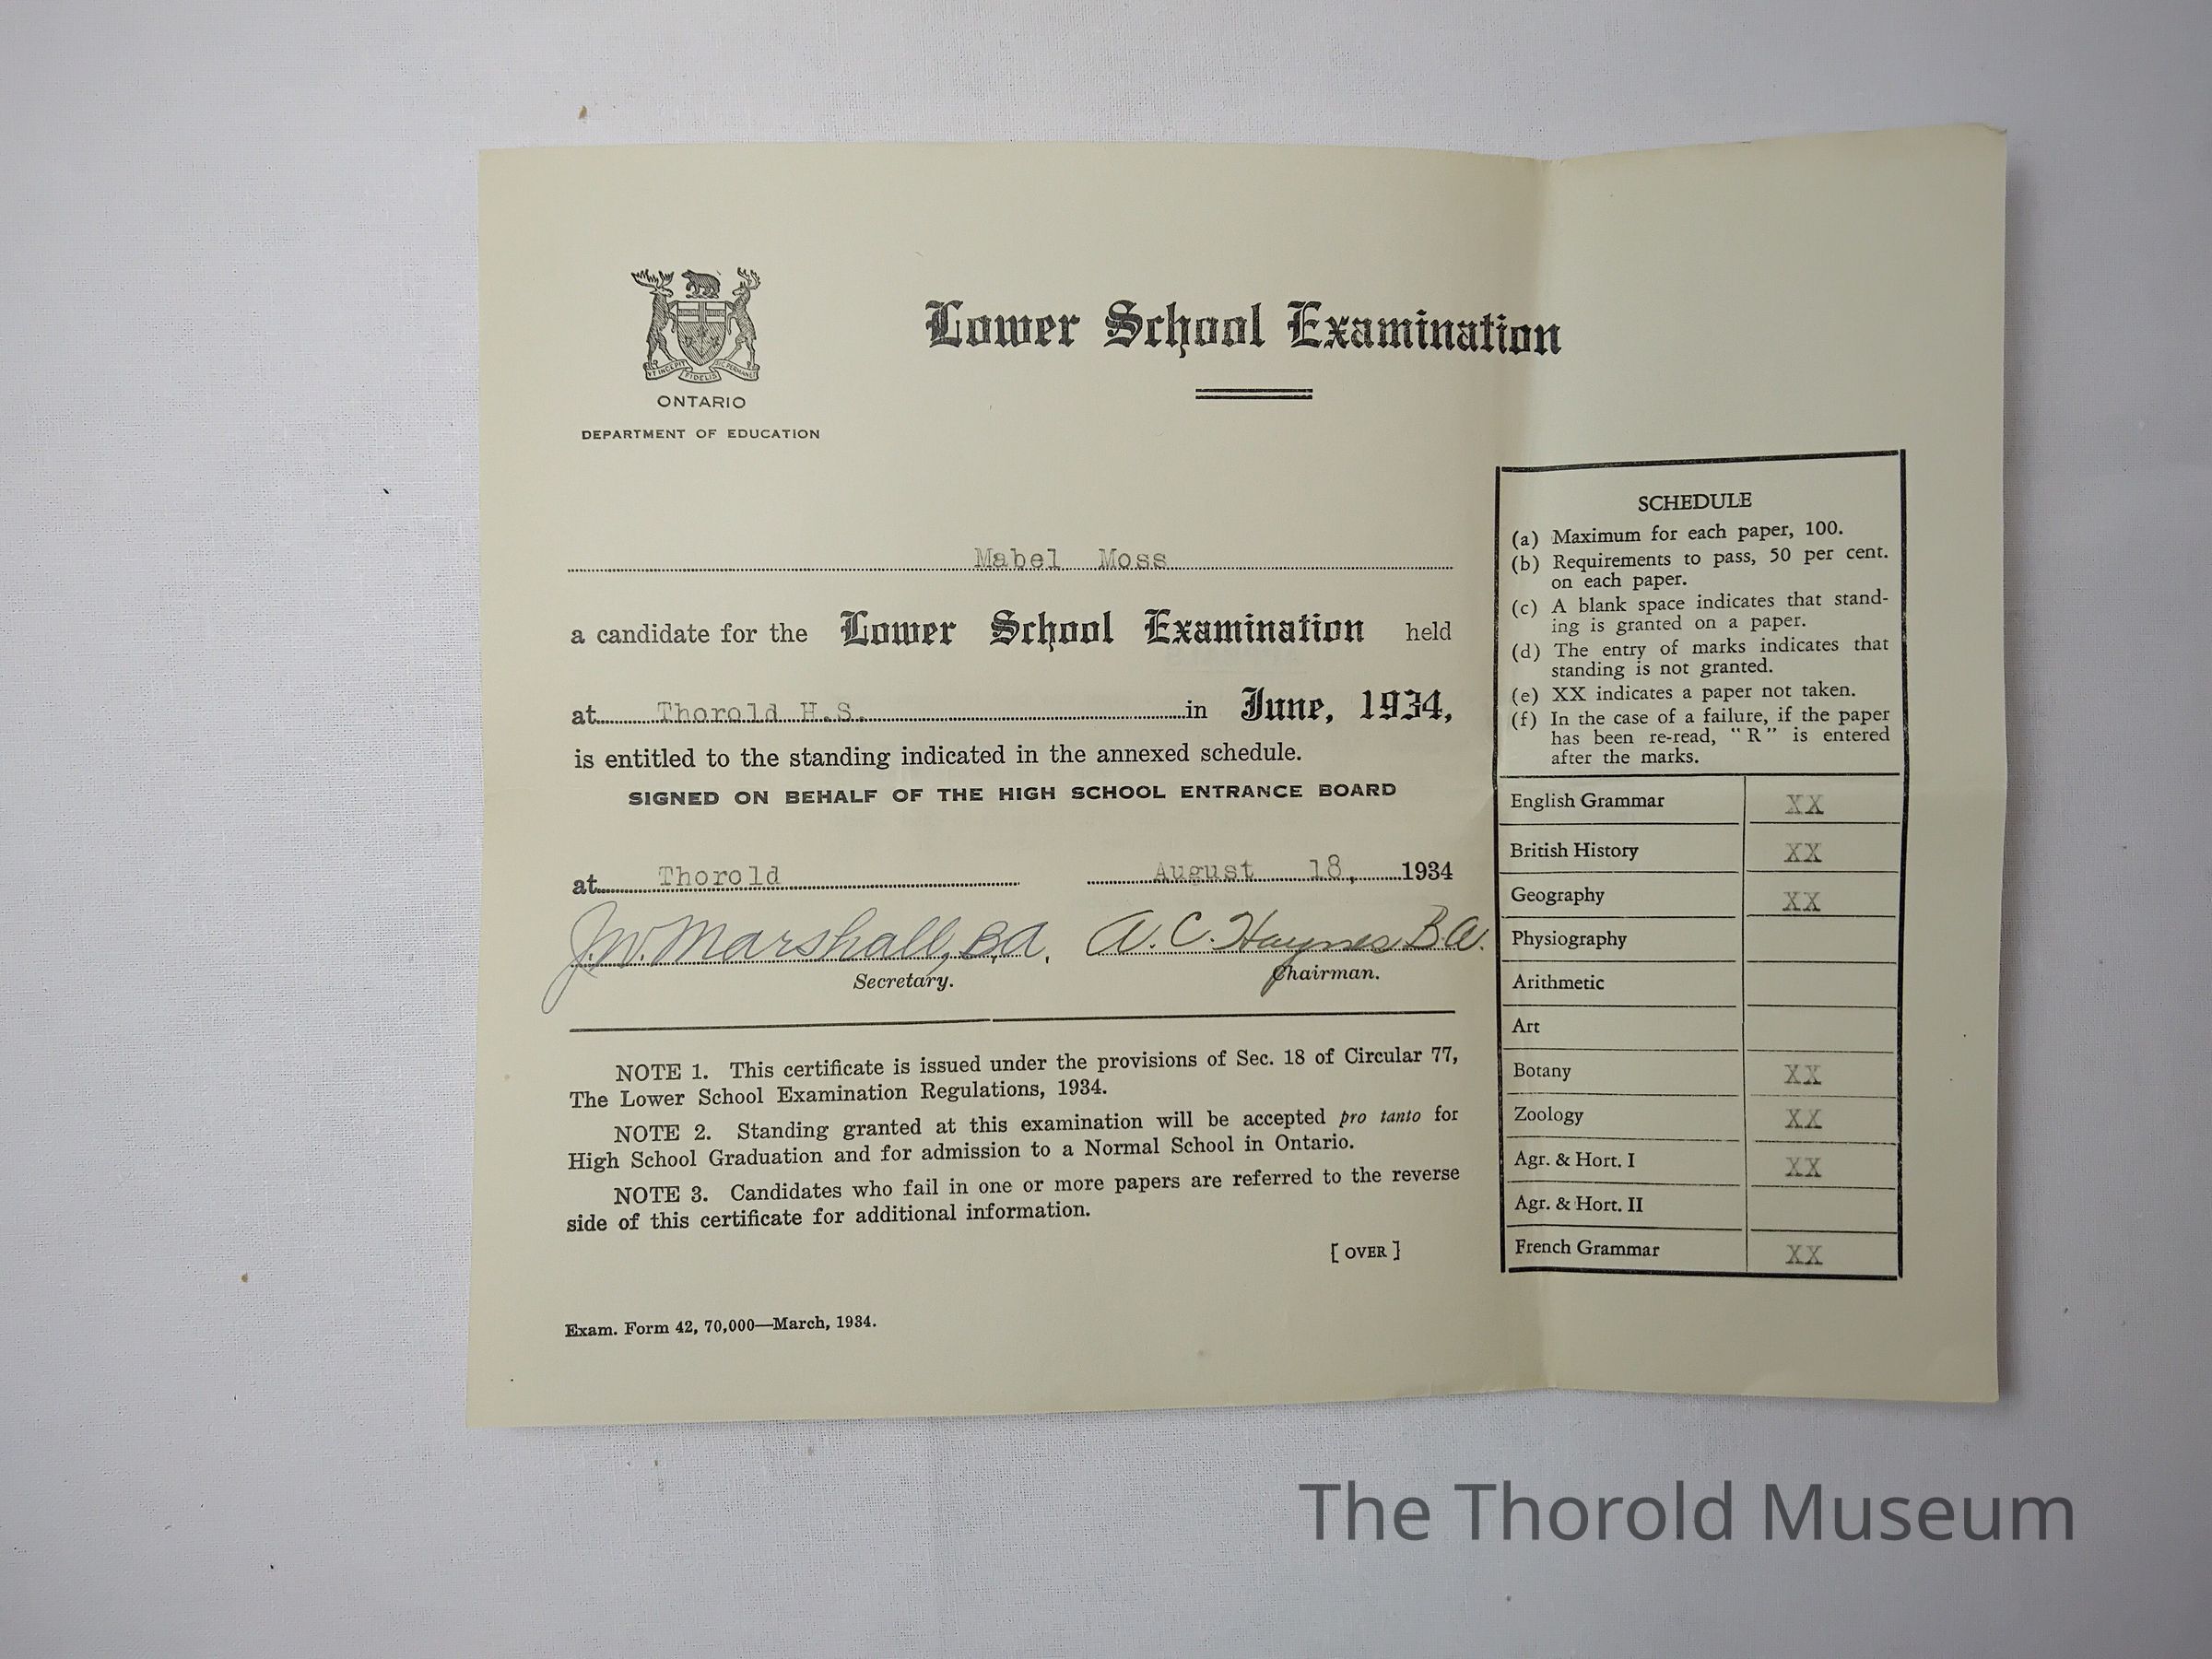 Lower School Examination
VT INCEPIT FIDELIS SIC PERMANET
ONTARIO
DEPARTMENT OF EDUCATION
Mabel Moss
a candidate for the Lower School Examination held
at Thorold H.S. in June, 1934,
is entitled to the standing indicated in the annexed schedule.
SIGNED ON BEHALF OF THE HIGH SCHOOL ENTRANCE BOARD
at Thorold August 18, 1934
J.W. Marshall, B.A. A. C. Haynes B.A.
Secretary. Chairman.
NOTE 1. This certificate is issued under the provisions of Sec. 18 of Circular 77,
The Lower School Examination Regulations, 1934.
NOTE 2. Standing granted at this examination will be accepted pro tanto for
High School Graduation and for admission to a Normal School in Ontario.
NOTE 3. Candidates who fail in one or more papers are referred to the reverse
side of this certificate for additional information.
[ OVER ]
Exam. Form 42, 70,000—March, 1934.
SCHEDULE
(a) Maximum for each paper, 100.
(b) Requirements to pass, 50 per cent.
on each paper.
(c) A blank space indicates that stand-
ing is granted on a paper.
(d) The entry of marks indicates that
standing is not granted.
(e) XX indicates a paper not taken.
(f) In the case of a failure, if the paper
has been re-read, "R" is entered
after the marks.
English Grammar XX
British History XX
Geography XX
Physiography
Arithmetic
Art
Botany XX
Zoology XX
Agr. & Hort. I XX
Agr. & Hort. II
French Grammar XX
The Thorold Museum